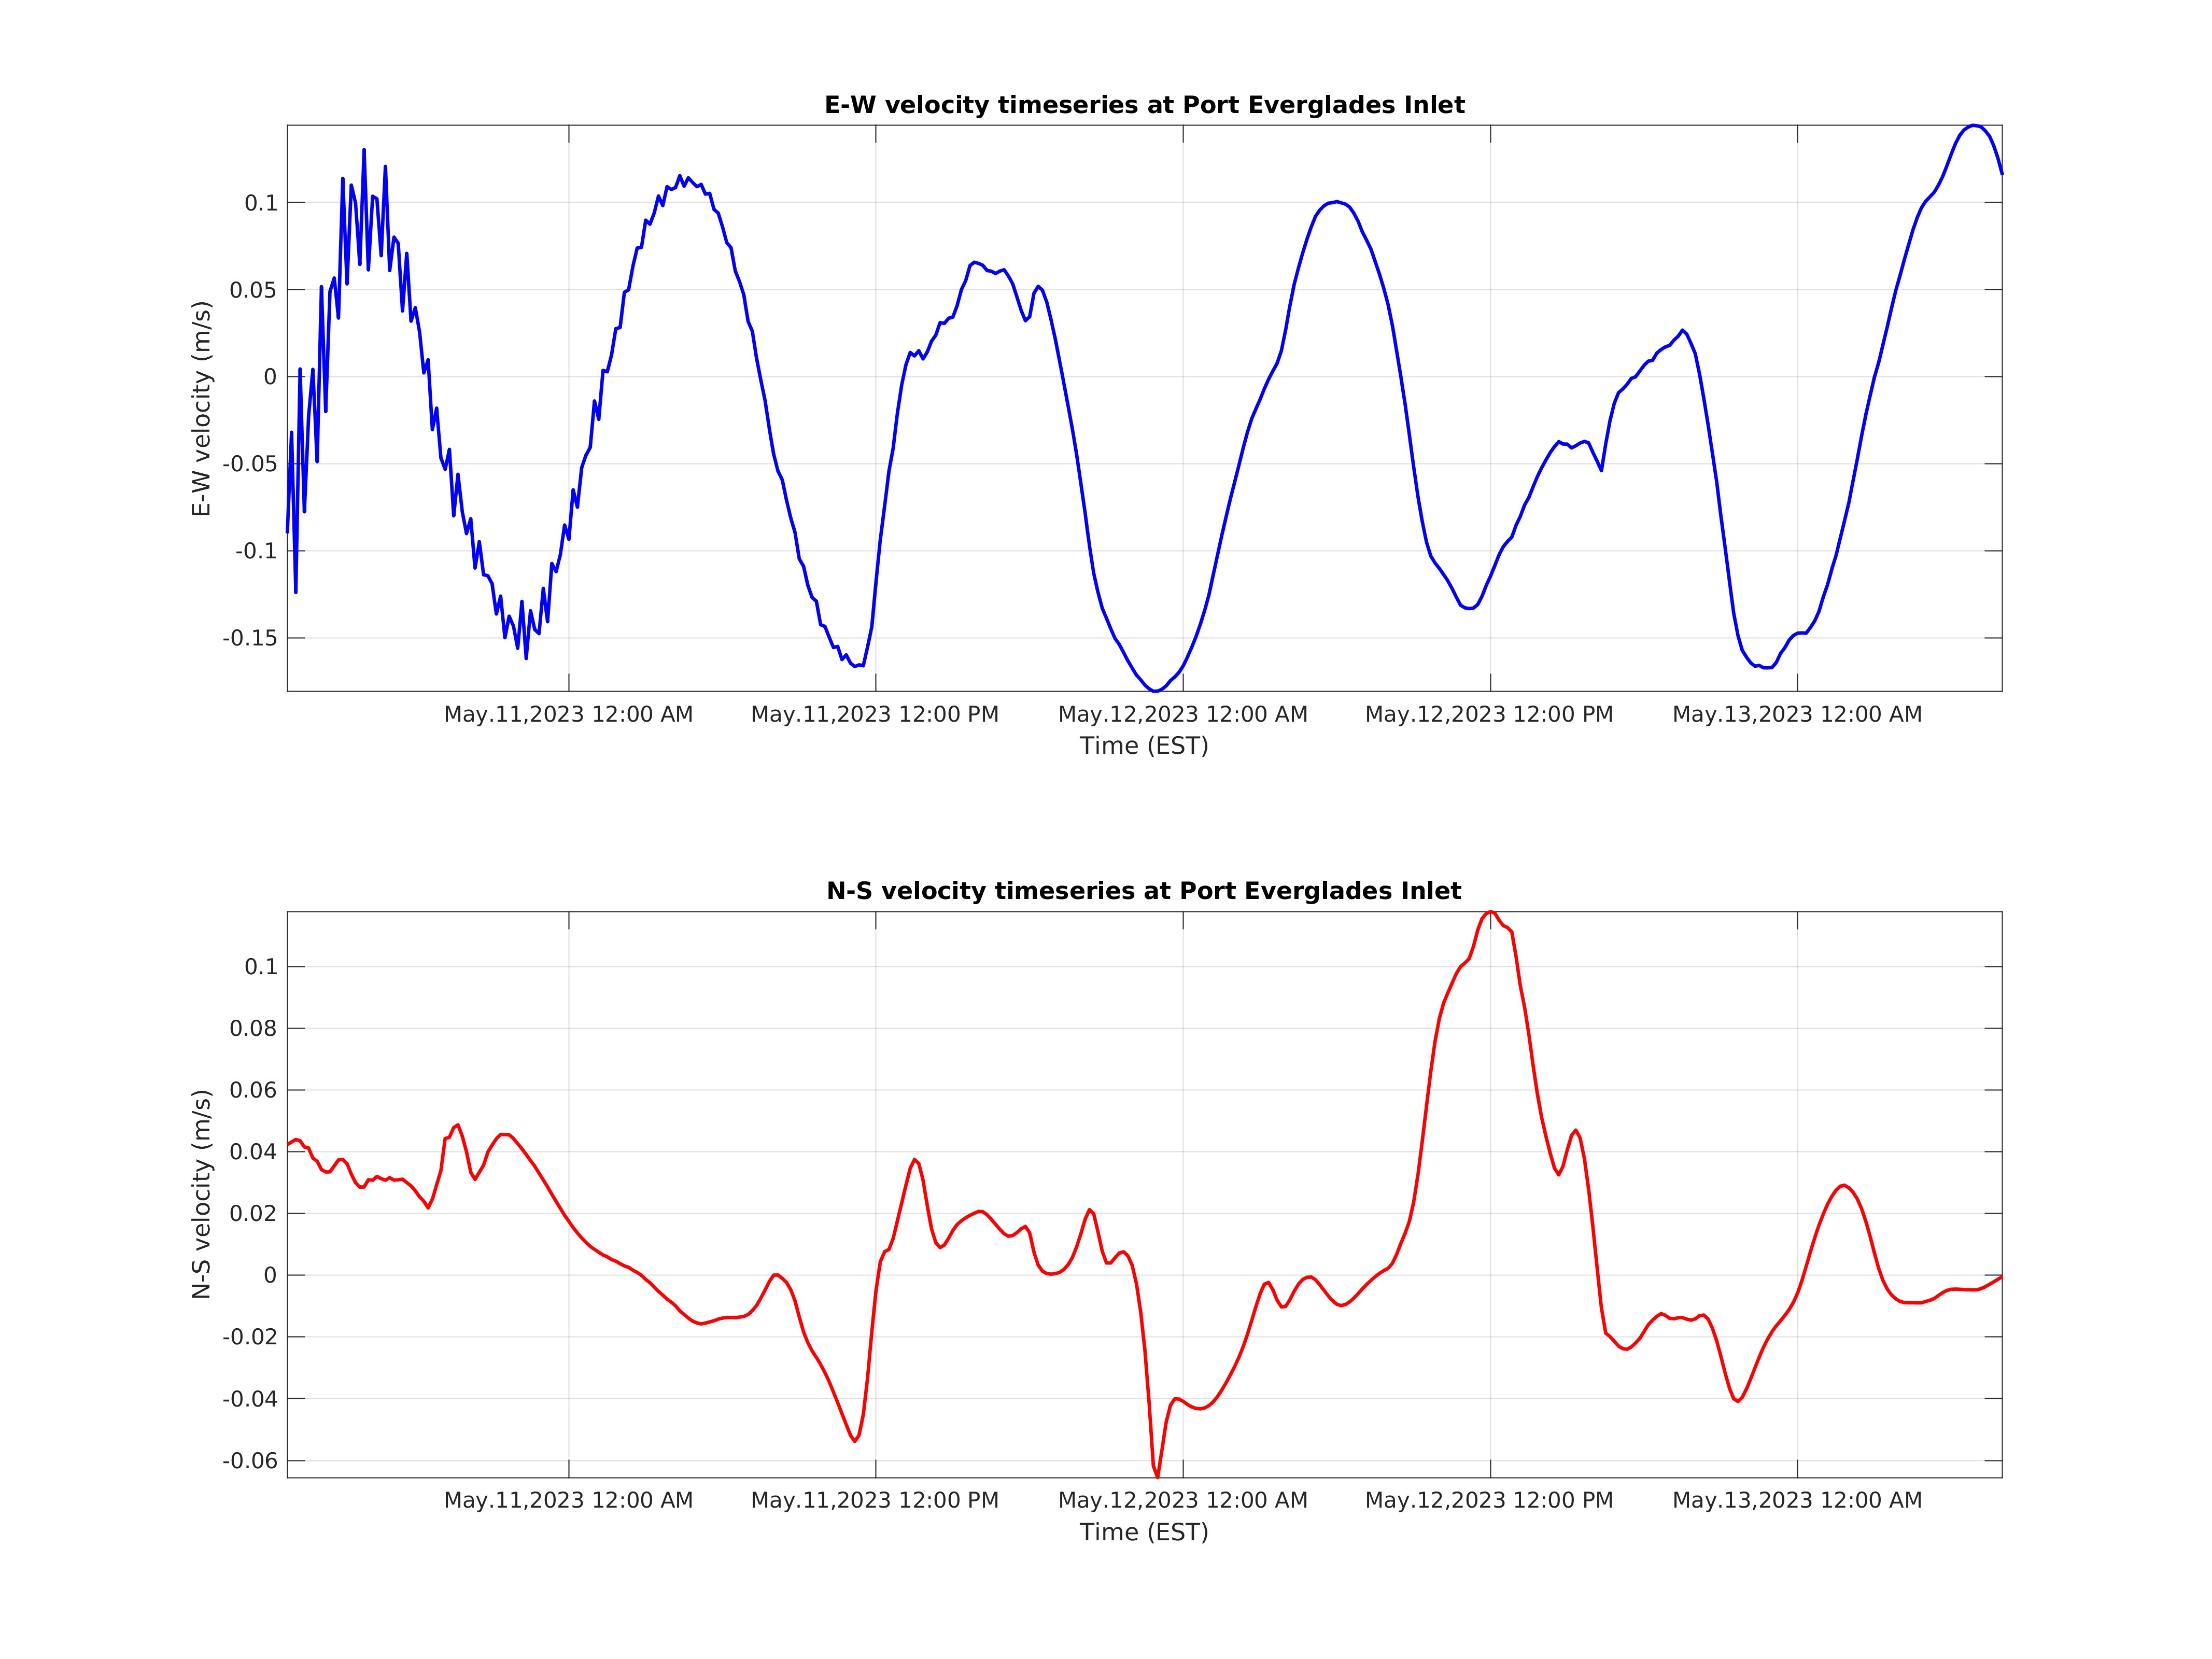 E-W velocity timeseries at Port Everglades Inlet
E-W velocity (m/s)
0.1
0.05
0
-0.05
-0.1
-0.15
May.11,2023 12:00 AM
May.11,2023 12:00 PM
May.12,2023 12:00 AM
May.12,2023 12:00 PM
May.13,2023 12:00 AM
Time (EST)
N-S velocity timeseries at Port Everglades Inlet
N-S velocity (m/s)
0.1
0.08
0.06
0.04
0.02
0
-0.02
-0.04
-0.06
May.11,2023 12:00 AM
May.11,2023 12:00 PM
May.12,2023 12:00 AM
May.12,2023 12:00 PM
May.13,2023 12:00 AM
Time (EST)